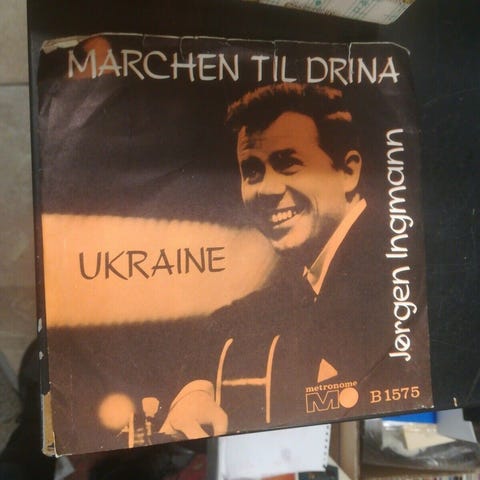 MARCHEN TIL DRINA
Jørgen Ingmann
UKRAINE
metronome
M
B 1575